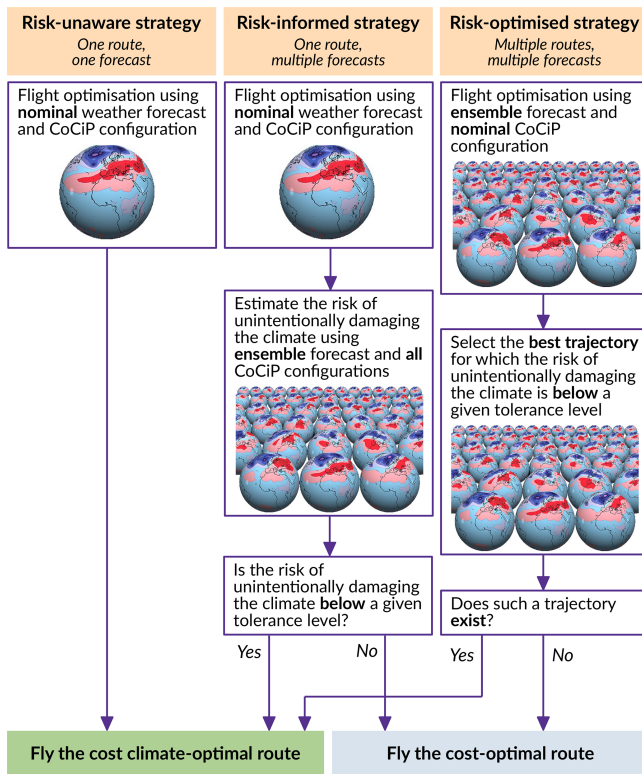 Risk-unaware strategy
One route,
one forecast
Flight optimisation using
nominal weather forecast
and CoCiP configuration
Risk-informed strategy
One route,
multiple forecasts
Flight optimisation using
nominal weather forecast
and CoCiP configuration
Estimate the risk of
unintentionally damaging
the climate using
ensemble forecast and all
CoCiP configurations
Is the risk of
unintentionally damaging
the climate below a given
tolerance level?
Yes
No
Risk-optimised strategy
Multiple routes,
multiple forecasts
Flight optimisation using
ensemble forecast and
nominal CoCiP
configuration
Select the best trajectory
for which the risk of
unintentionally damaging
the climate is below a
given tolerance level
Does such a trajectory
exist?
Yes
No
Fly the cost climate-optimal route
Fly the cost-optimal route